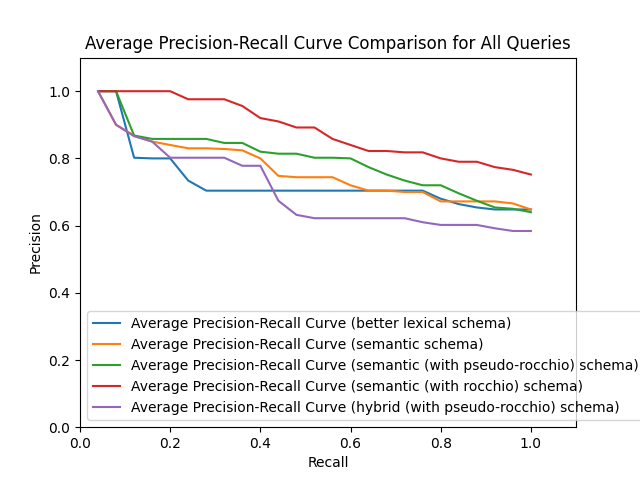 Average Precision-Recall Curve Comparison for All Queries
1.0
0.8
0.6
0.4
0.2
0.0
Precision
Average Precision-Recall Curve (better lexical schema)
Average Precision-Recall Curve (semantic schema)
Average Precision-Recall Curve (semantic (with pseudo-rocchio) schema)
Average Precision-Recall Curve (semantic (with rocchio) schema)
Average Precision-Recall Curve (hybrid (with pseudo-rocchio) schema)
0.0 0.2 0.4 0.6 0.8 1.0
Recall